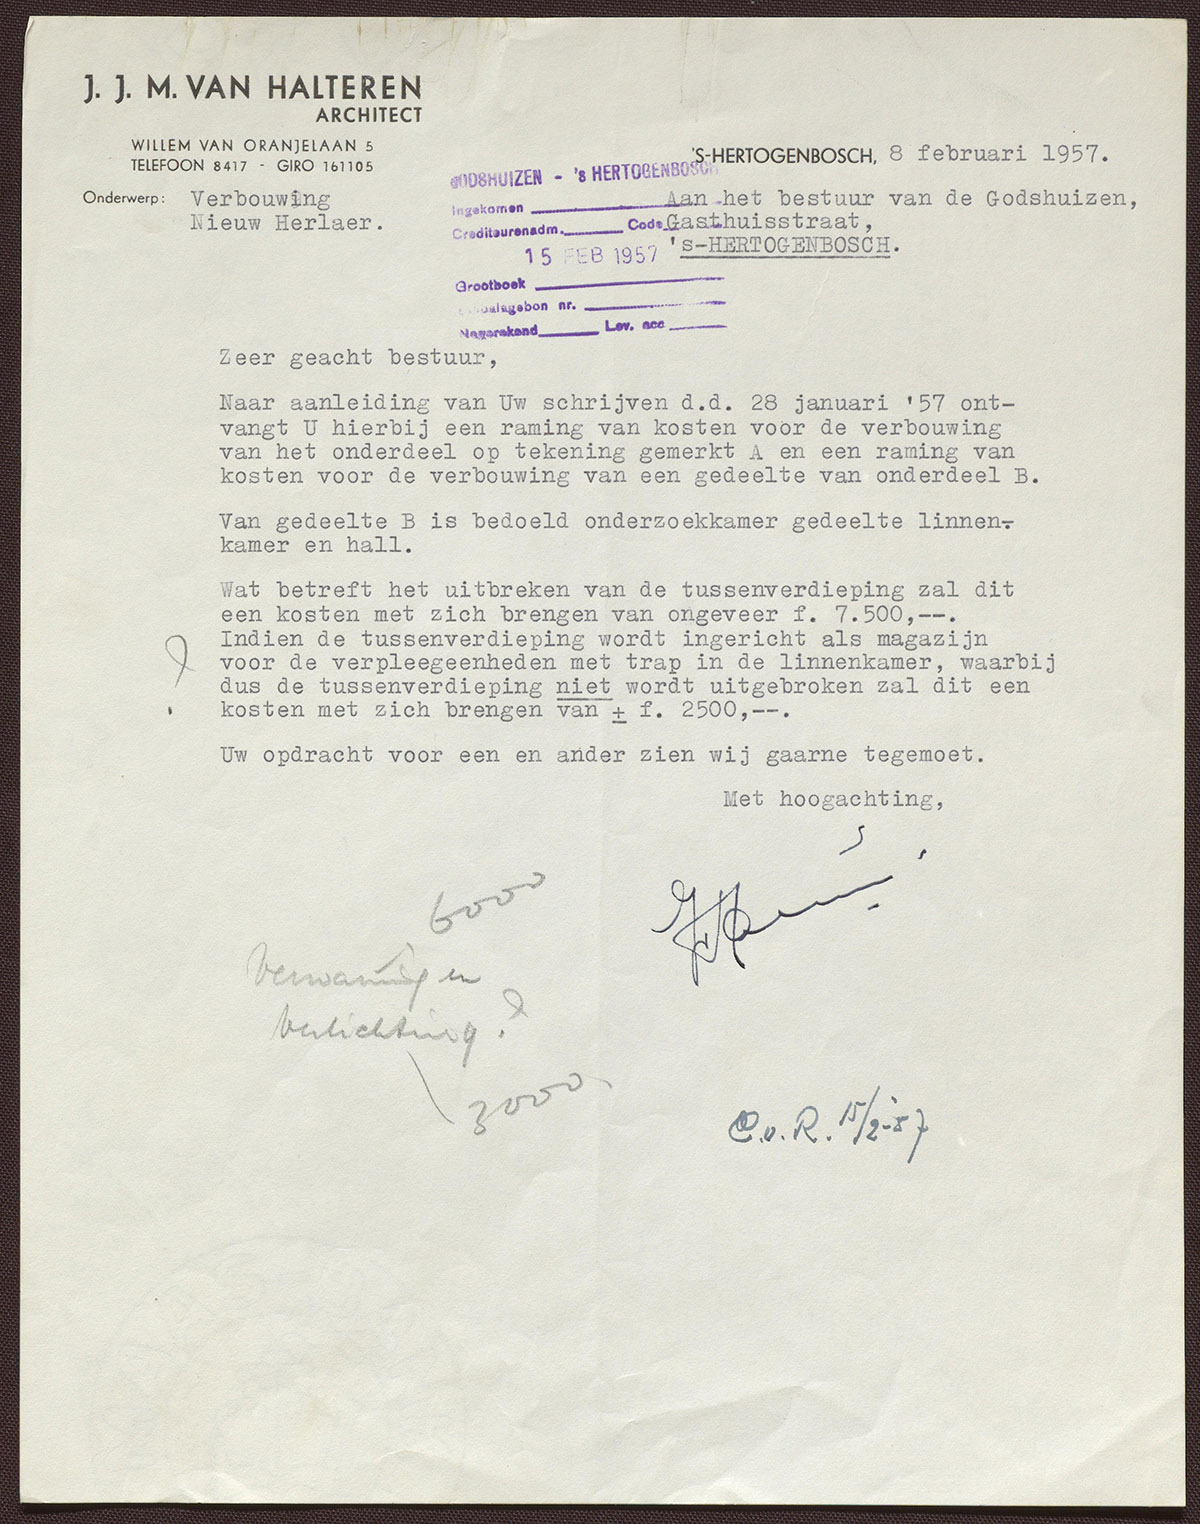 J. J. M. VAN HALTEREN
ARCHITECT
WILLEM VAN ORANJELAAN 5
TELEFOON 8417 - GIRO 161105
'S-HERTOGENBOSCH, 8 februari 1957.
Onderwerp: Verbouwing
Nieuw Herlaer.
GODSHUIZEN - 's HERTOGENBOSCH
Ingekomen
Crediteurenadm. Code
15 FEB 1957
Grootboek
nr.
Nagerekend Lev. acc
Aan het bestuur van de Godshuizen,
Gasthuisstraat,
's-HERTOGENBOSCH.
Zeer geacht bestuur,
Naar aanleiding van Uw schrijven d.d. 28 januari '57 ont-
vangt U hierbij een raming van kosten voor de verbouwing
van het onderdeel op tekening gemerkt A en een raming van
kosten voor de verbouwing van een gedeelte van onderdeel B.
Van gedeelte B is bedoeld onderzoekkamer gedeelte linnen-
kamer en hall.
Wat betreft het uitbreken van de tussenverdieping zal dit
een kosten met zich brengen van ongeveer f. 7.500,--.
Indien de tussenverdieping wordt ingericht als magazijn
voor de verpleegeenheden met trap in de linnenkamer, waarbij
dus de tussenverdieping niet wordt uitgebroken zal dit een
kosten met zich brengen van ± f. 2500,--.
?
Uw opdracht voor een en ander zien wij gaarne tegemoet.
Met hoogachting,
6000
Verwarming en
Verlichting?
3000
C.v.R. 15/2-57